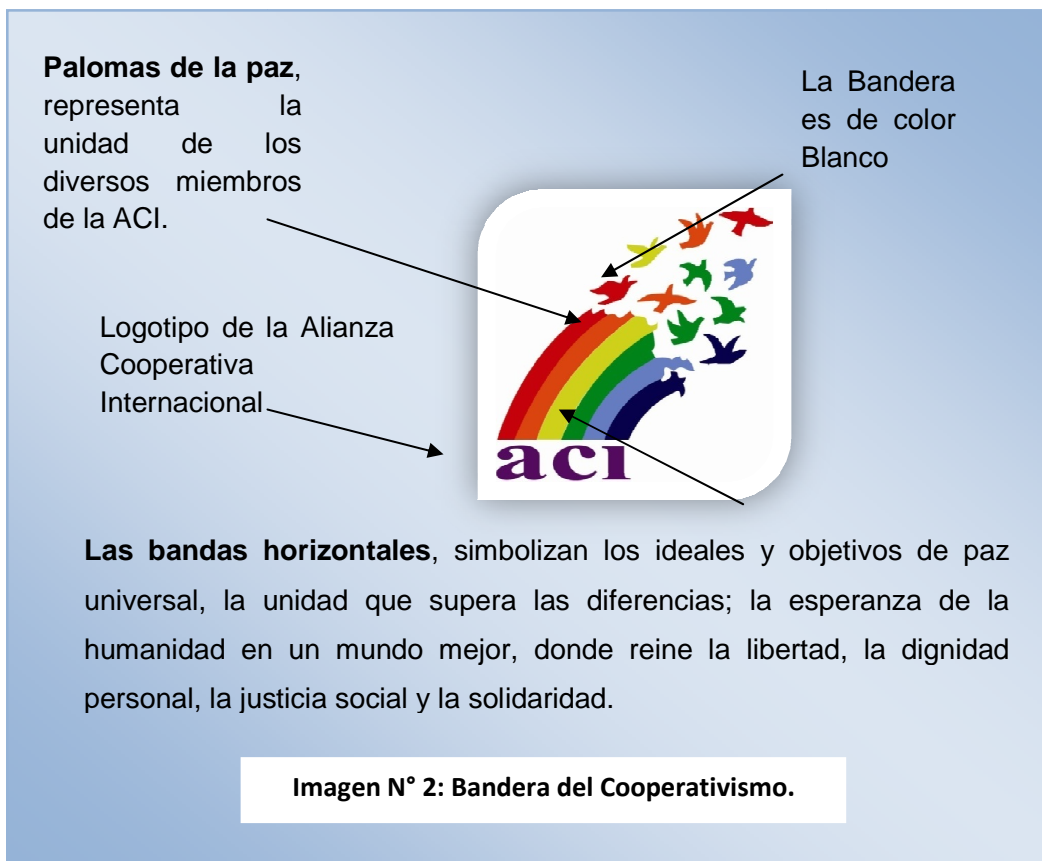 Palomas de la paz,
representa la
unidad de los
diversos miembros
de la ACI.
La Bandera
es de color
Blanco
Logotipo de la Alianza
Cooperativa
Internacional
aci
Las bandas horizontales, simbolizan los ideales y objetivos de paz
universal, la unidad que supera las diferencias; la esperanza de la
humanidad en un mundo mejor, donde reine la libertad, la dignidad
personal, la justicia social y la solidaridad.
Imagen N° 2: Bandera del Cooperativismo.